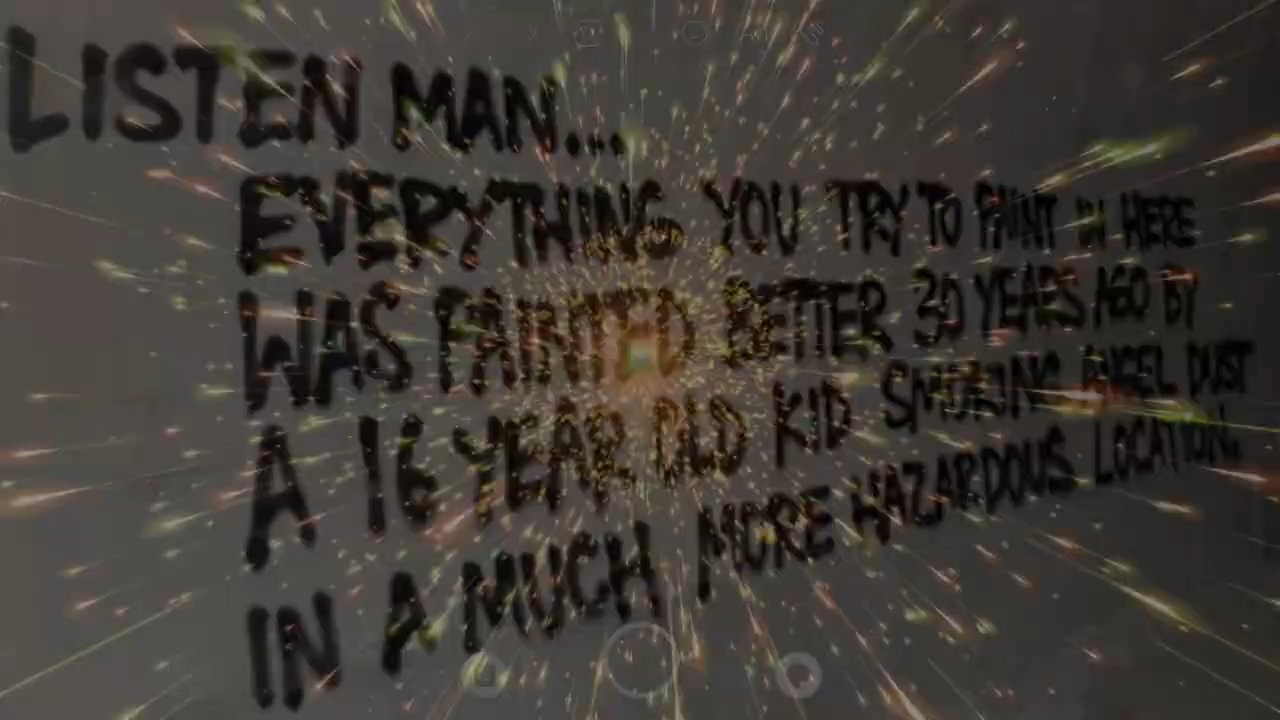 LISTEN MAN...
EVERYTHING YOU TRY TO PAINT IN HERE
WAS PAINTED BETTER 30 YEARS AGO BY
A 16 YEAR OLD KID SMOKING ANGEL DUST
IN A MUCH MORE HAZARDOUS LOCATION.